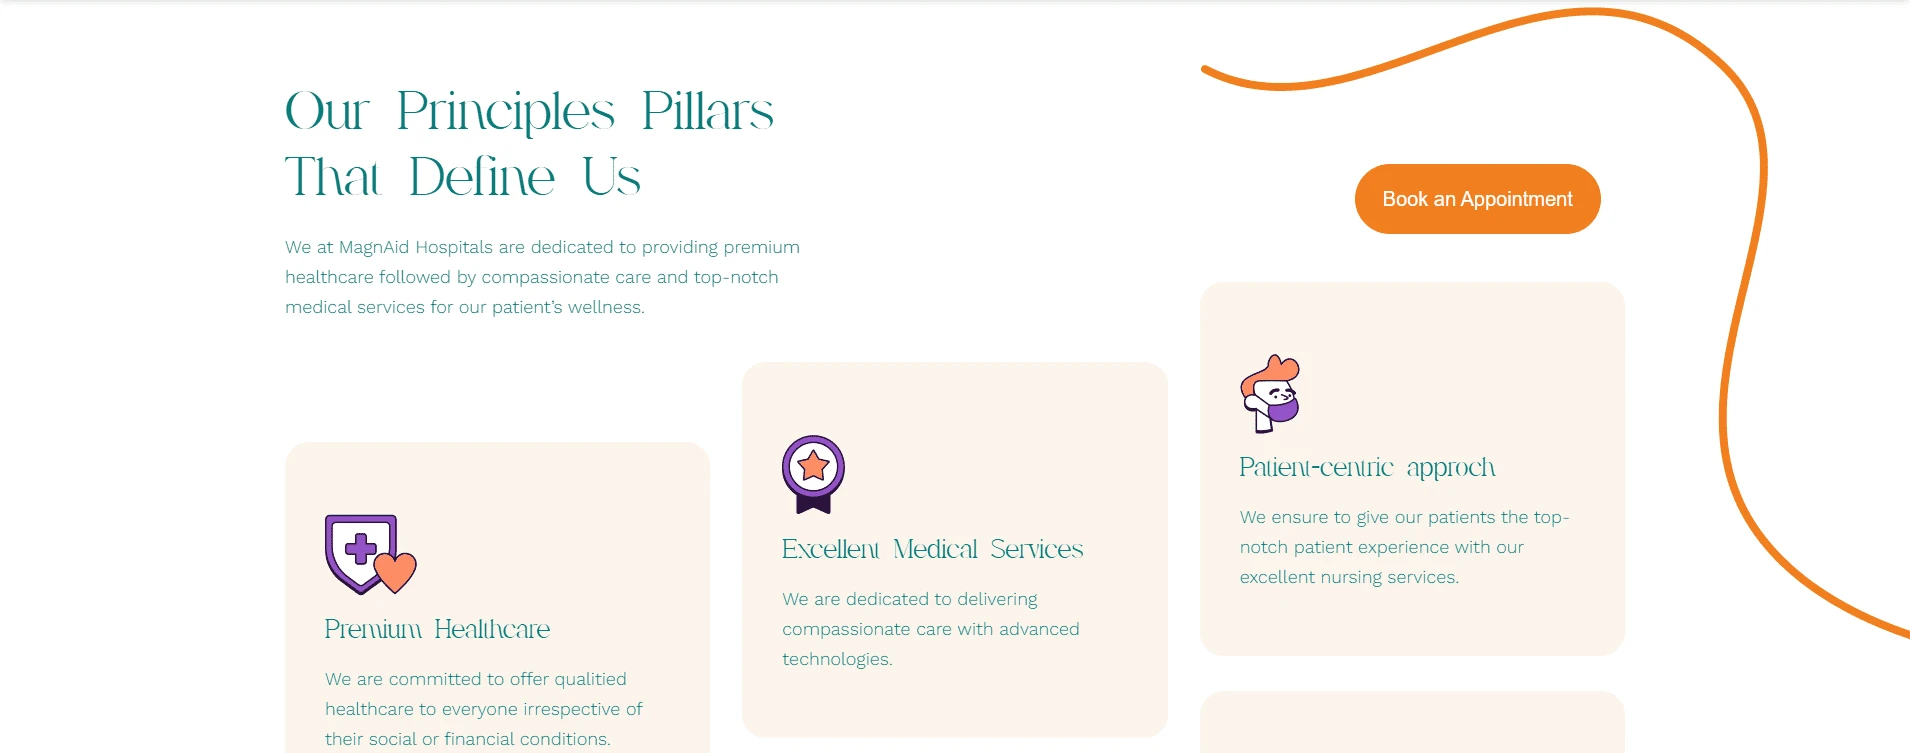 Our Principles Pillars
That Define Us
We at MagnAid Hospitals are dedicated to providing premium
healthcare followed by compassionate care and top-notch
medical services for our patient's wellness.
Book an Appointment
Premium Healthcare
We are committed to offer qualitied
healthcare to everyone irrespective of
their social or financial conditions.
Excellent Medical Services
We are dedicated to delivering
compassionate care with advanced
technologies.
Patient-centric approch
We ensure to give our patients the top-
notch patient experience with our
excellent nursing services.